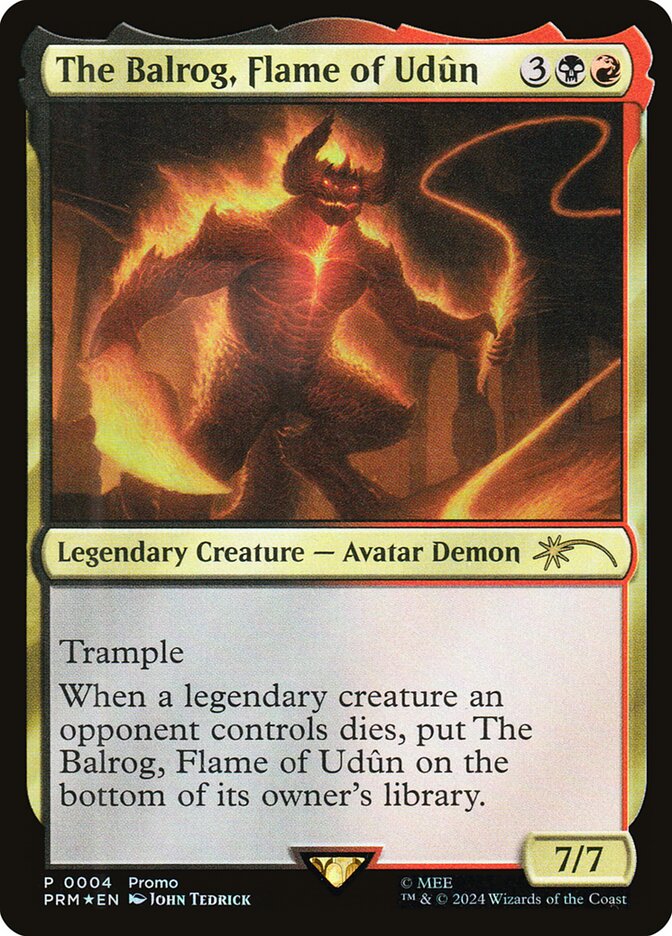 The Balrog, Flame of Udûn 3
Legendary Creature — Avatar Demon
Trample
When a legendary creature an
opponent controls dies, put The
Balrog, Flame of Udûn on the
bottom of its owner's library.
7/7
P 0004 Promo
PRM★EN John Tedrick
© MEE
™ & © 2024 Wizards of the Coast